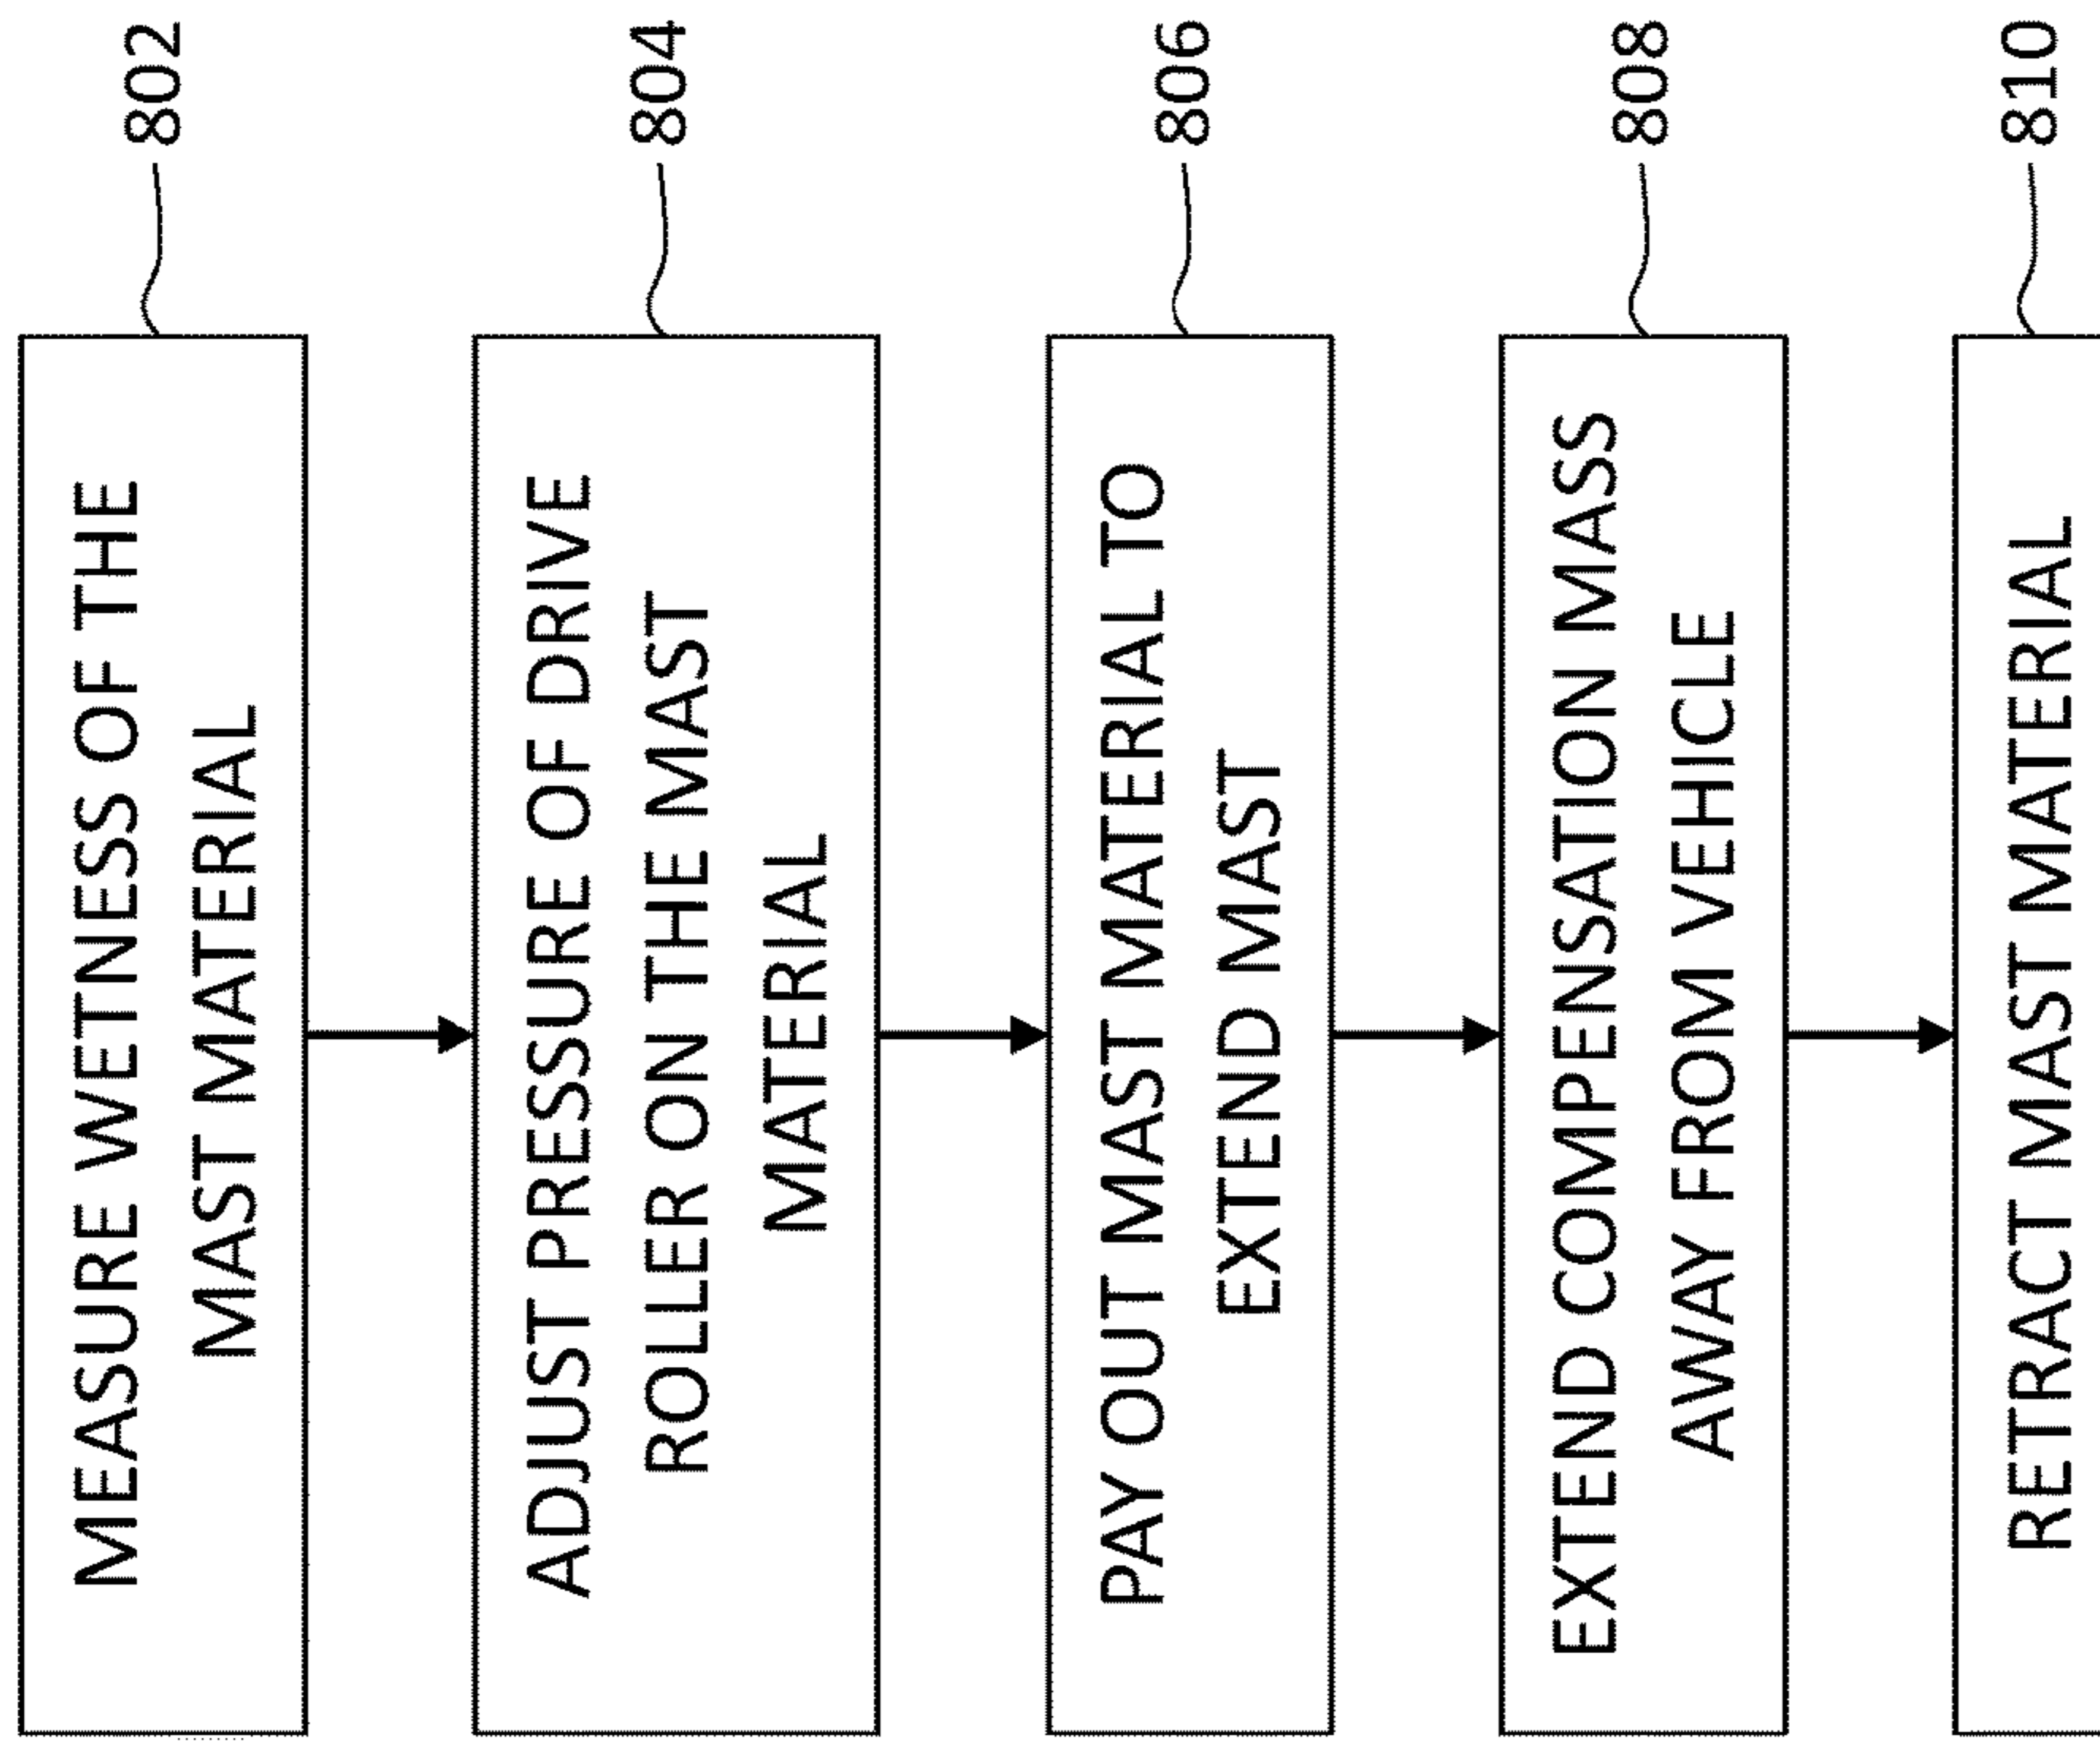 MEASURE WETNESS OF THE
MAST MATERIAL
802
ADJUST PRESSURE OF DRIVE
ROLLER ON THE MAST
MATERIAL
804
PAY OUT MAST MATERIAL TO
EXTEND MAST
806
EXTEND COMPENSATION MASS
AWAY FROM VEHICLE
808
RETRACT MAST MATERIAL
810